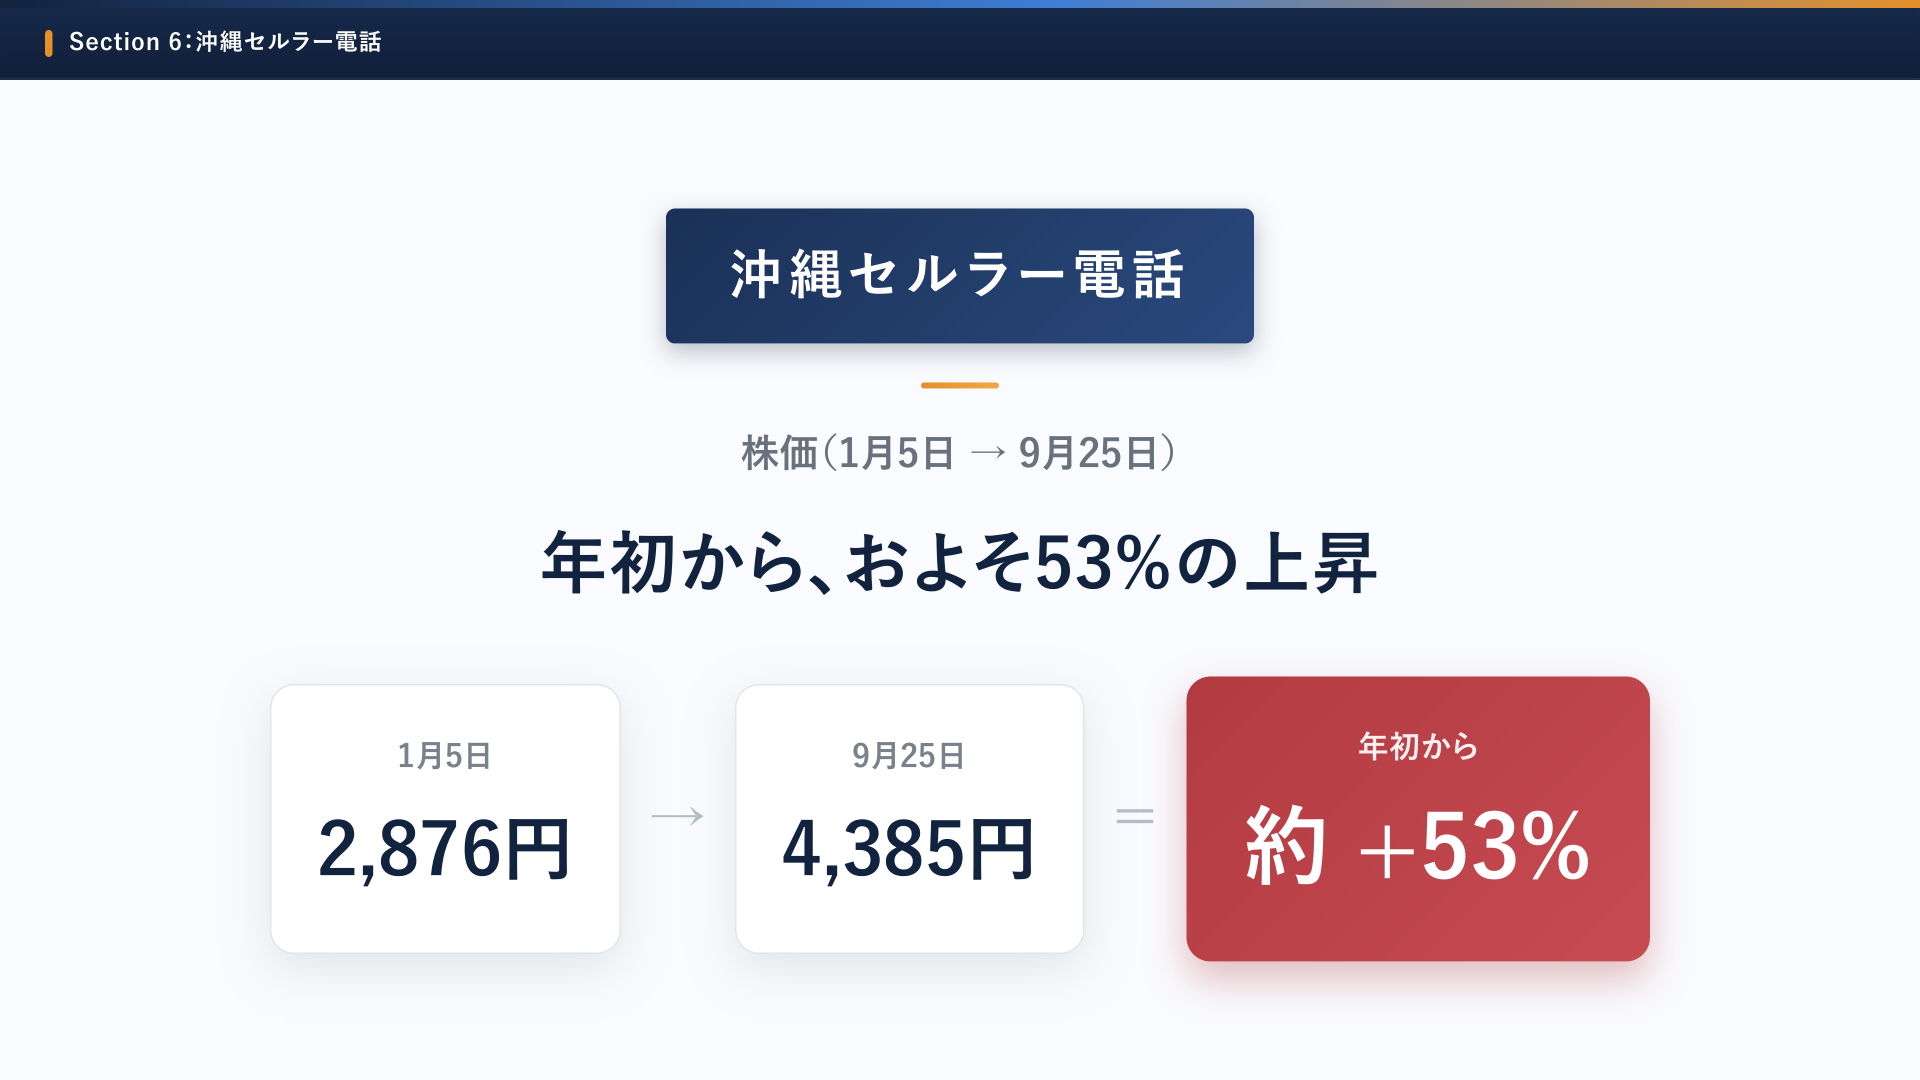 Section 6：沖縄セルラー電話
沖縄セルラー電話
株価（1月5日 → 9月25日）
年初から、およそ53%の上昇
1月5日
2,876円
→
9月25日
4,385円
＝
年初から
約 ＋53%